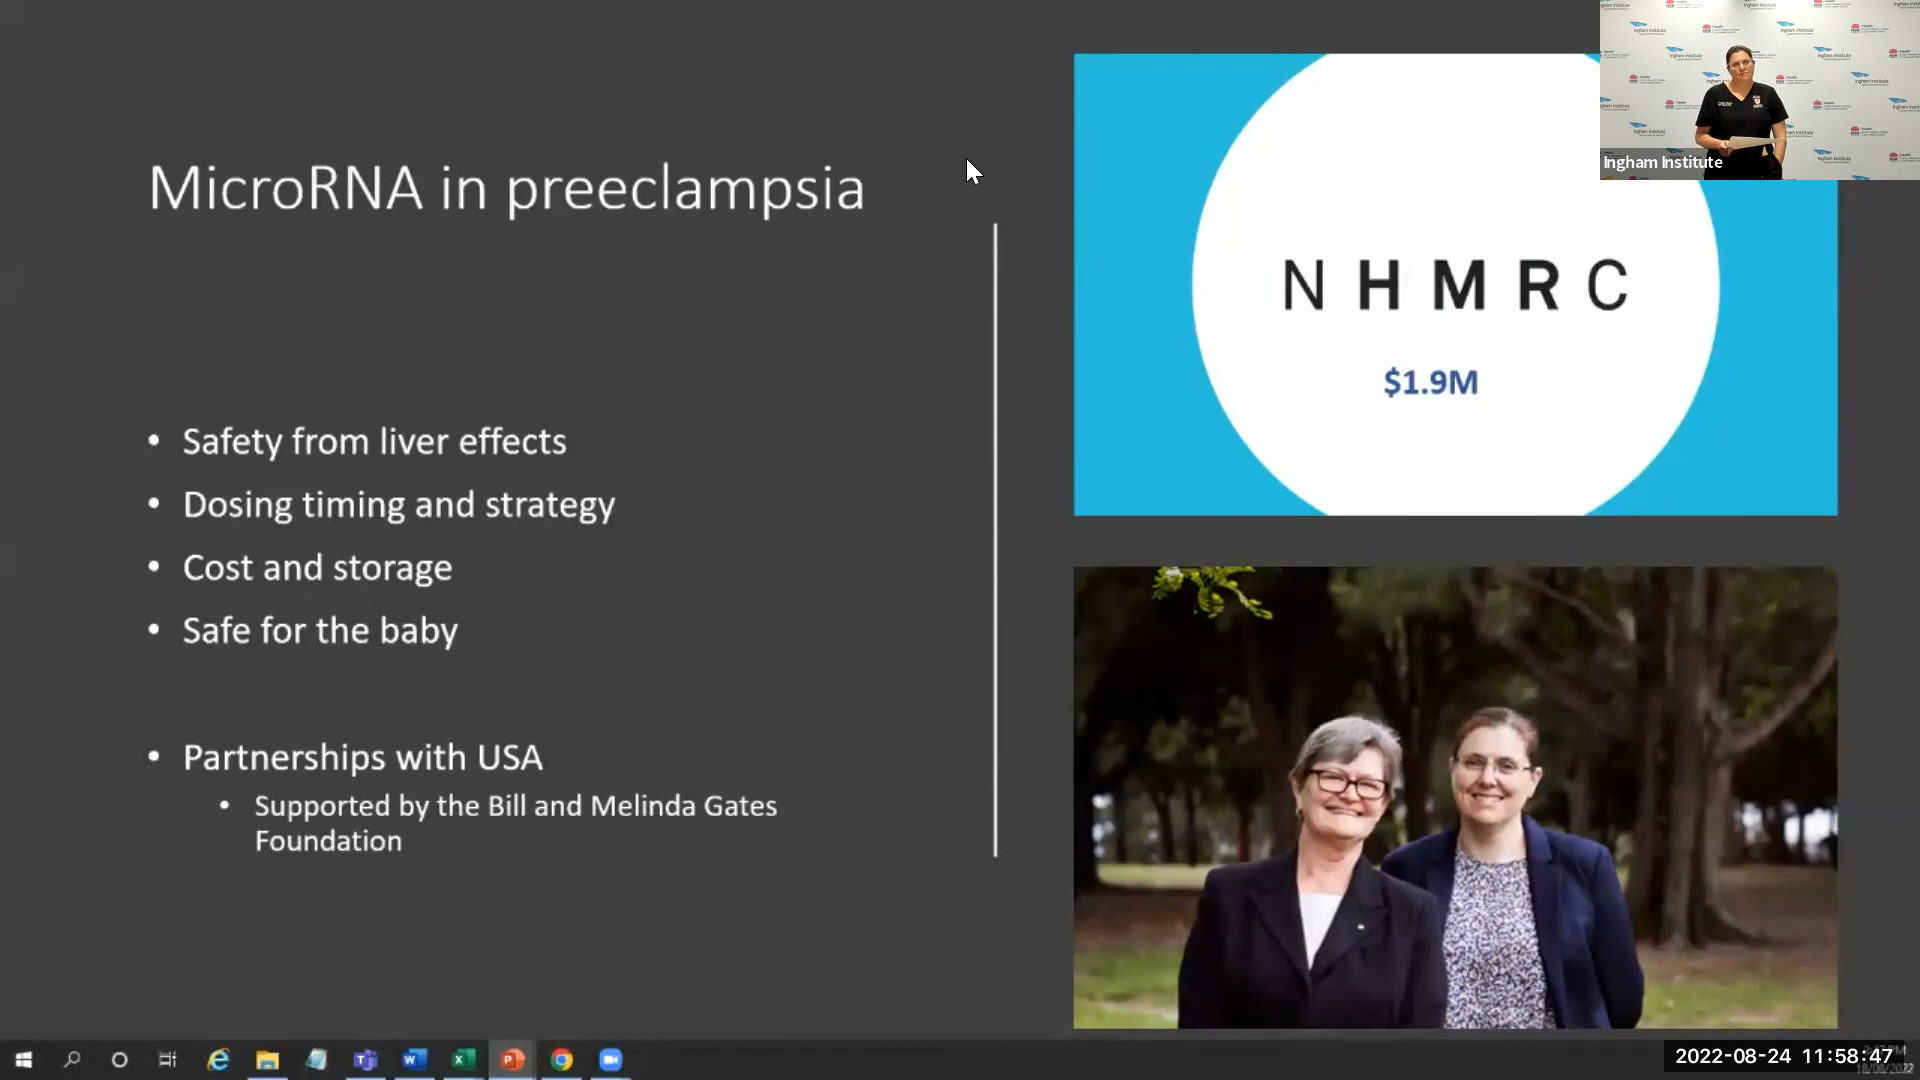 MicroRNA in preeclampsia
• Safety from liver effects
• Dosing timing and strategy
• Cost and storage
• Safe for the baby
• Partnerships with USA
• Supported by the Bill and Melinda Gates
Foundation
N H M R C
$1.9M
Ingham Institute
2022-08-24 11:58:47